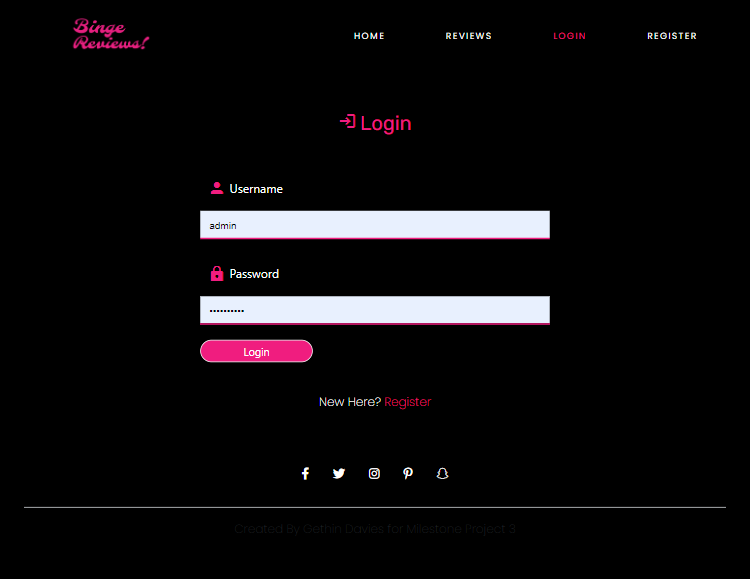 Binge
Reviews!
HOME REVIEWS LOGIN REGISTER
Login
Username
admin
Password
••••••••••
Login
New Here? Register
Created By Gethin Davies for Milestone Project 3